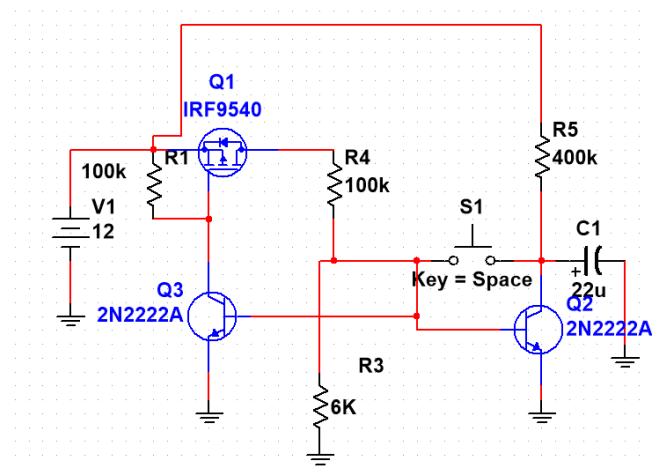 Q1
IRF9540
R5
400k
100k
R1
R4
100k
S1
V1
12
C1
Key = Space
+
22u
Q3
2N2222A
Q2
2N2222A
R3
6K